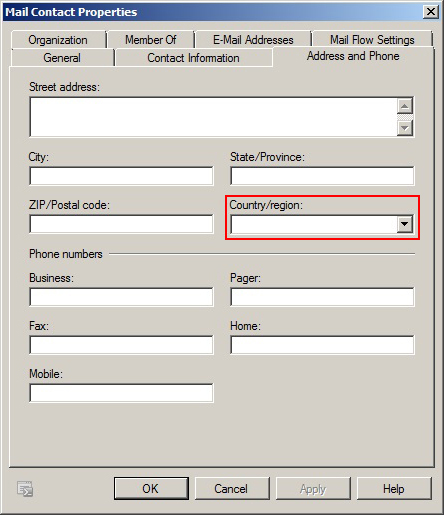 Mail Contact Properties
Organization Member Of E-Mail Addresses Mail Flow Settings
General Contact Information Address and Phone
Street address:
City: State/Province:
ZIP/Postal code: Country/region:
Phone numbers
Business: Pager:
Fax: Home:
Mobile:
OK Cancel Apply Help